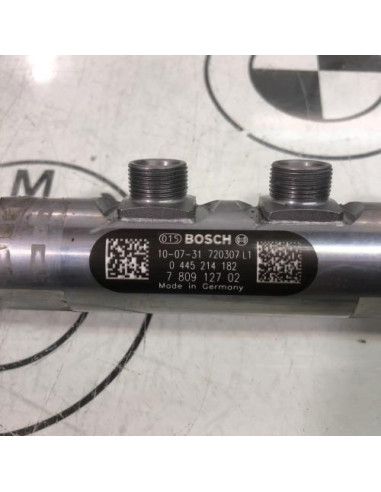 M
015 BOSCH
10-07-31 720307 L1
0 445 214 182
7 809 127 02
Made in Germany